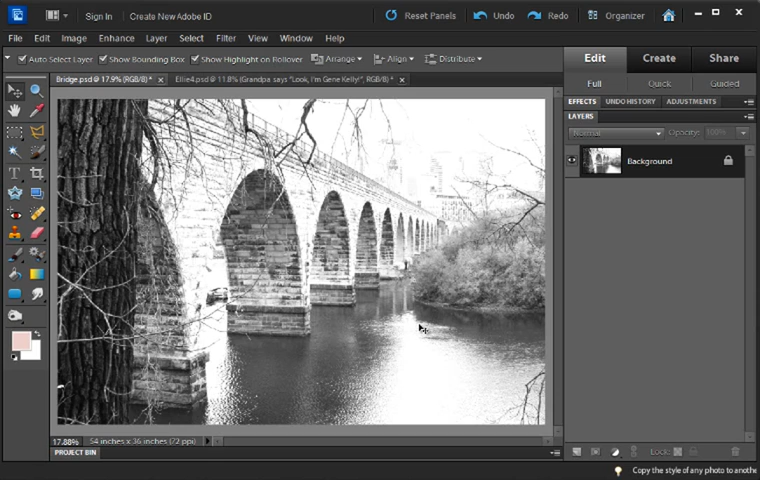 Sign In Create New Adobe ID Reset Panels Undo Redo Organizer
File Edit Image Enhance Layer Select Filter View Window Help
Auto Select Layer Show Bounding Box Show Highlight on Rollover Arrange Align Distribute
Edit Create Share
Bridge.psd @ 17.9% (RGB/8) * Ellie4.psd @ 11.8% (Grandpa says "Look, I'm Gene Kelly!", RGB/8) *
Full Quick Guided
EFFECTS UNDO HISTORY ADJUSTMENTS
LAYERS
Normal Opacity: 100%
Background
17.88% 54 inches x 36 inches (72 ppi)
Lock:
PROJECT BIN
Copy the style of any photo to anothe